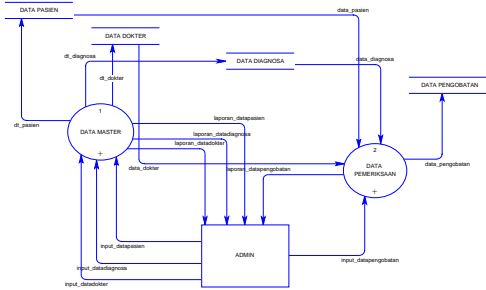 DATA PASIEN
data_pasien
DATA DOKTER
dt_diagnosa
DATA DIAGNOSA
data_diagnosa
dt_dokter
DATA PENGOBATAN
dt_pasien
1
DATA MASTER
+
laporan_datapasien
laporan_datadiagnosa
laporan_datadokter
data_dokter
laporan_datapengobatan
2
DATA
PEMERIKSAAN
+
data_pengobatan
input_datapasien
ADMIN
input_datadiagnosa
input_datapengobatan
input_datadokter